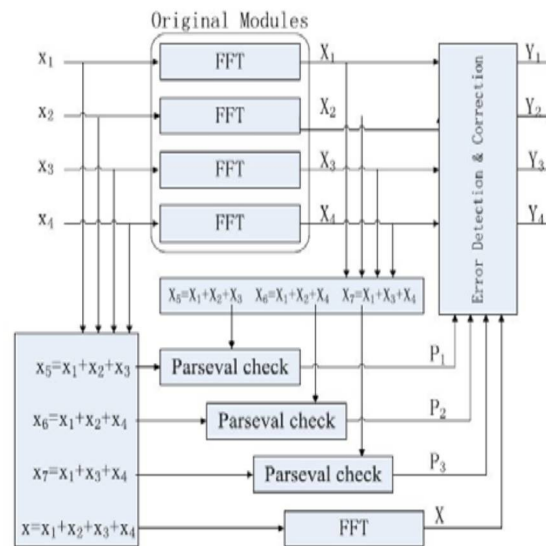 Original Modules
x₁ FFT X₁ Y₁
x₂ FFT X₂ Y₂
x₃ FFT X₃ Y₃
x₄ FFT X₄ Y₄
Error Detection & Correction
X₅=X₁+X₂+X₃ X₆=X₁+X₂+X₄ X₇=X₁+X₃+X₄
x₅=x₁+x₂+x₃ Parseval check P₁
x₆=x₁+x₂+x₄ Parseval check P₂
x₇=x₁+x₃+x₄ Parseval check P₃
x=x₁+x₂+x₃+x₄ FFT X